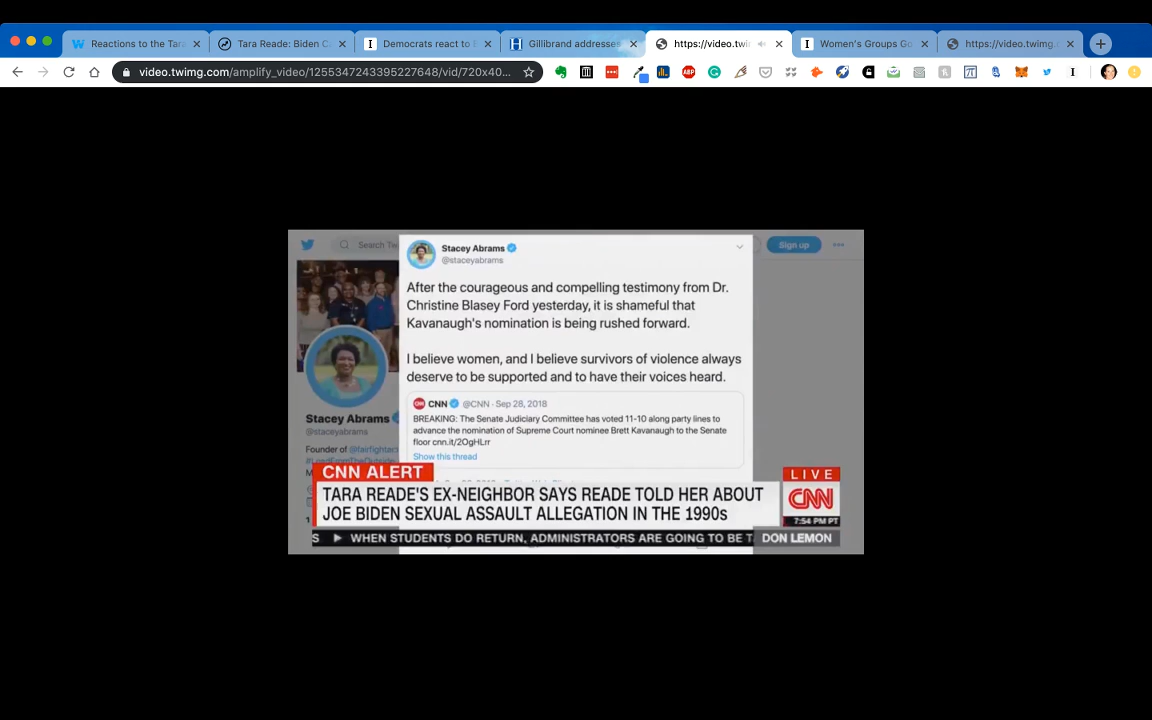 Reactions to the Tara
Tara Reade: Biden C
Democrats react to
Gillibrand addresses
https://video.twi
Women's Groups Go
https://video.twimg.c
video.twimg.com/amplify_video/1255347243395227648/vid/720x40...
ABP
Search Tw
Sign up
Stacey Abrams
@staceyabrams
After the courageous and compelling testimony from Dr.
Christine Blasey Ford yesterday, it is shameful that
Kavanaugh's nomination is being rushed forward.
I believe women, and I believe survivors of violence always
deserve to be supported and to have their voices heard.
CNN @CNN · Sep 28, 2018
BREAKING: The Senate Judiciary Committee has voted 11-10 along party lines to
advance the nomination of Supreme Court nominee Brett Kavanaugh to the Senate
floor cnn.it/2OgHLrr
Show this thread
Stacey Abrams
@staceyabrams
Founder of @fairfight
CNN ALERT
TARA READE'S EX-NEIGHBOR SAYS READE TOLD HER ABOUT
JOE BIDEN SEXUAL ASSAULT ALLEGATION IN THE 1990s
LIVE
CNN
7:54 PM PT
S ▶ WHEN STUDENTS DO RETURN, ADMINISTRATORS ARE GOING TO BE T
DON LEMON